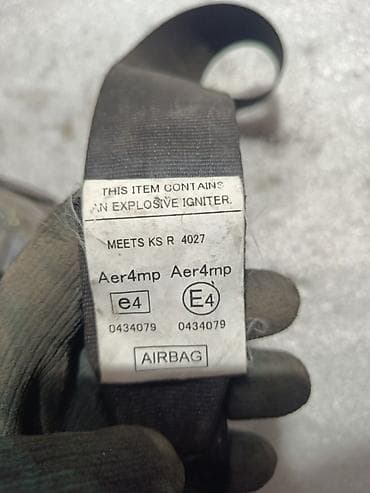 THIS ITEM CONTAINS
AN EXPLOSIVE IGNITER.
MEETS KS R 4027
Aer4mp Aer4mp
e4 E4
0434079 0434079
AIRBAG